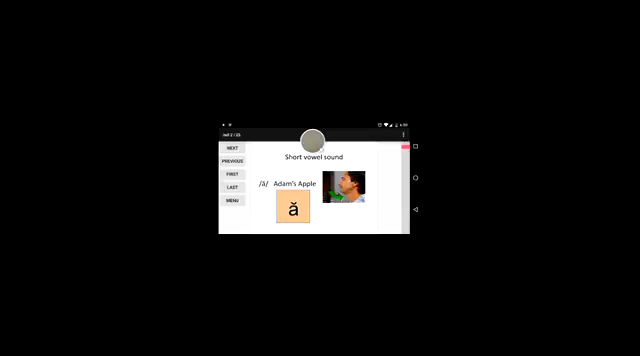 NEXT
PREVIOUS
FIRST
LAST
MENU
Short vowel sound
/ă/ Adam's Apple
ă